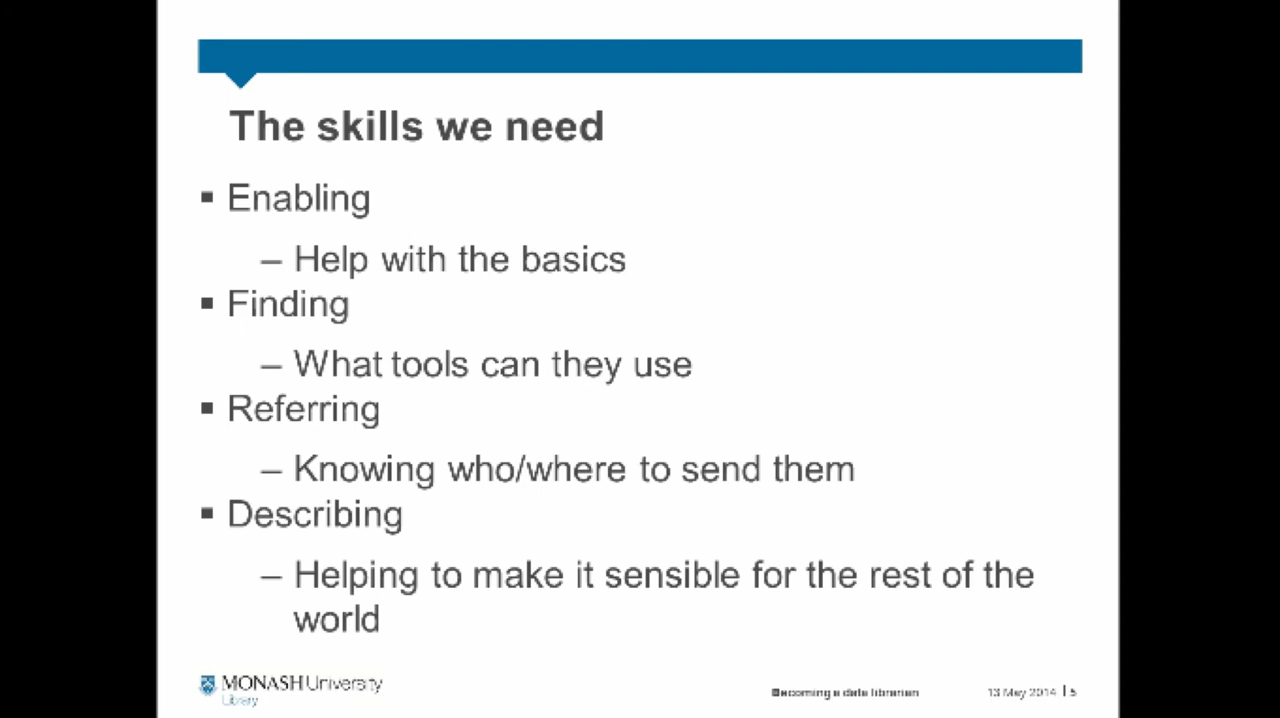 The skills we need
▪ Enabling
– Help with the basics
▪ Finding
– What tools can they use
▪ Referring
– Knowing who/where to send them
▪ Describing
– Helping to make it sensible for the rest of the
world
MONASH University
Library
Becoming a data librarian
13 May 2014 | 5